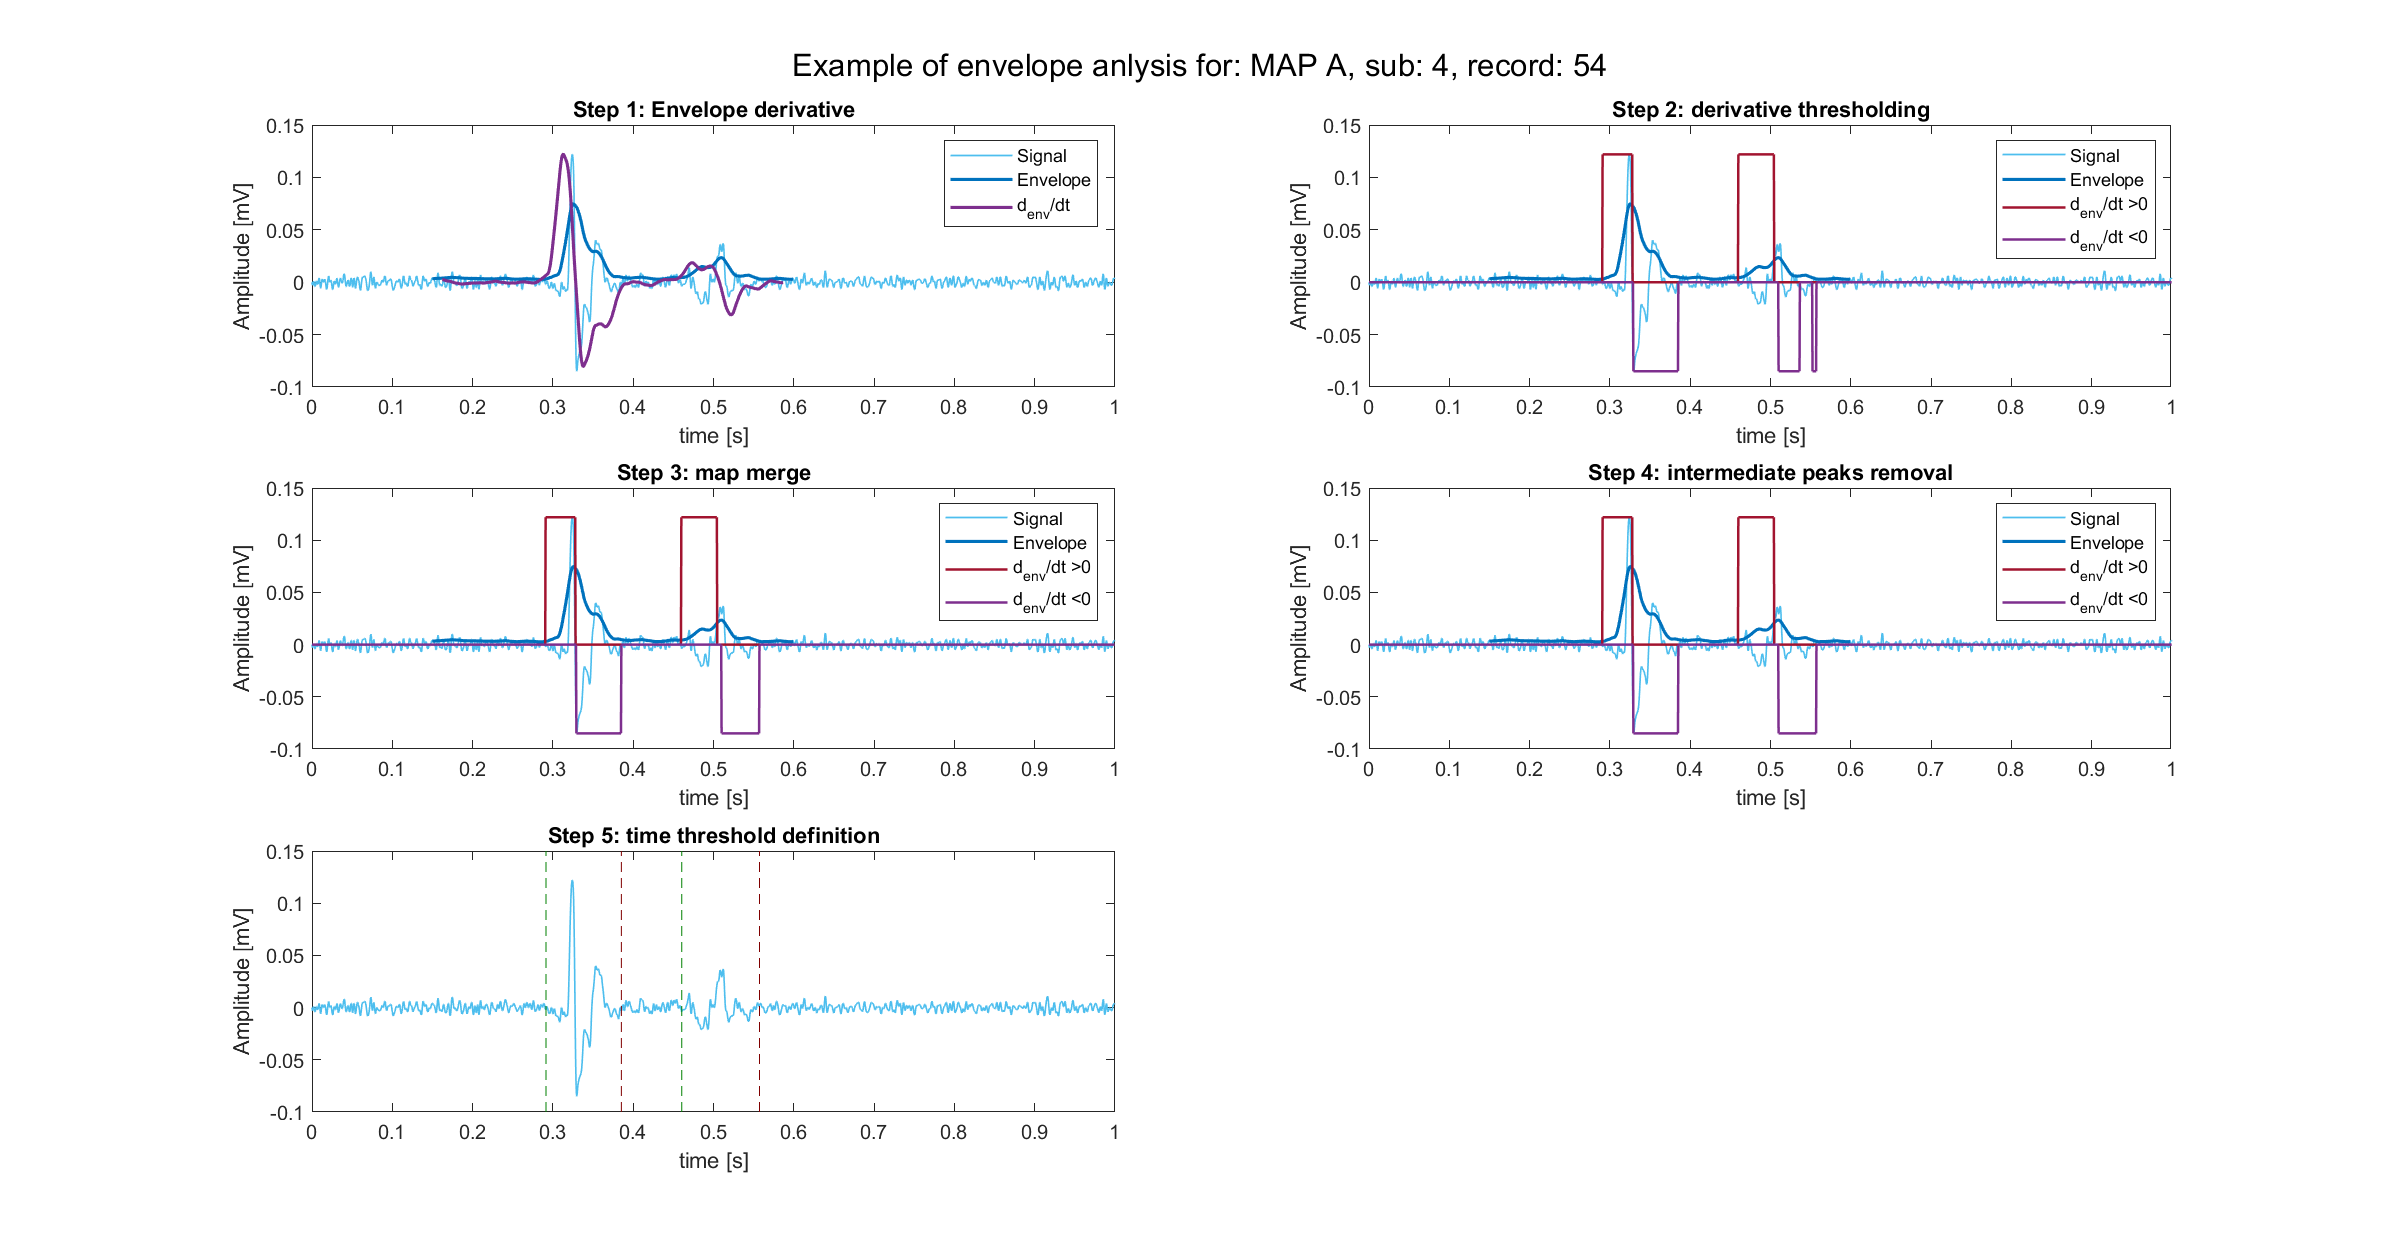 Example of envelope anlysis for: MAP A, sub: 4, record: 54
Step 1: Envelope derivative
0.15
0.1
0.05
0
-0.05
-0.1
Amplitude [mV]
0 0.1 0.2 0.3 0.4 0.5 0.6 0.7 0.8 0.9 1
time [s]
Signal
Envelope
d_env/dt
Step 2: derivative thresholding
0.15
0.1
0.05
0
-0.05
-0.1
Amplitude [mV]
0 0.1 0.2 0.3 0.4 0.5 0.6 0.7 0.8 0.9 1
time [s]
Signal
Envelope
d_env/dt >0
d_env/dt <0
Step 3: map merge
0.15
0.1
0.05
0
-0.05
-0.1
Amplitude [mV]
0 0.1 0.2 0.3 0.4 0.5 0.6 0.7 0.8 0.9 1
time [s]
Signal
Envelope
d_env/dt >0
d_env/dt <0
Step 4: intermediate peaks removal
0.15
0.1
0.05
0
-0.05
-0.1
Amplitude [mV]
0 0.1 0.2 0.3 0.4 0.5 0.6 0.7 0.8 0.9 1
time [s]
Signal
Envelope
d_env/dt >0
d_env/dt <0
Step 5: time threshold definition
0.15
0.1
0.05
0
-0.05
-0.1
Amplitude [mV]
0 0.1 0.2 0.3 0.4 0.5 0.6 0.7 0.8 0.9 1
time [s]